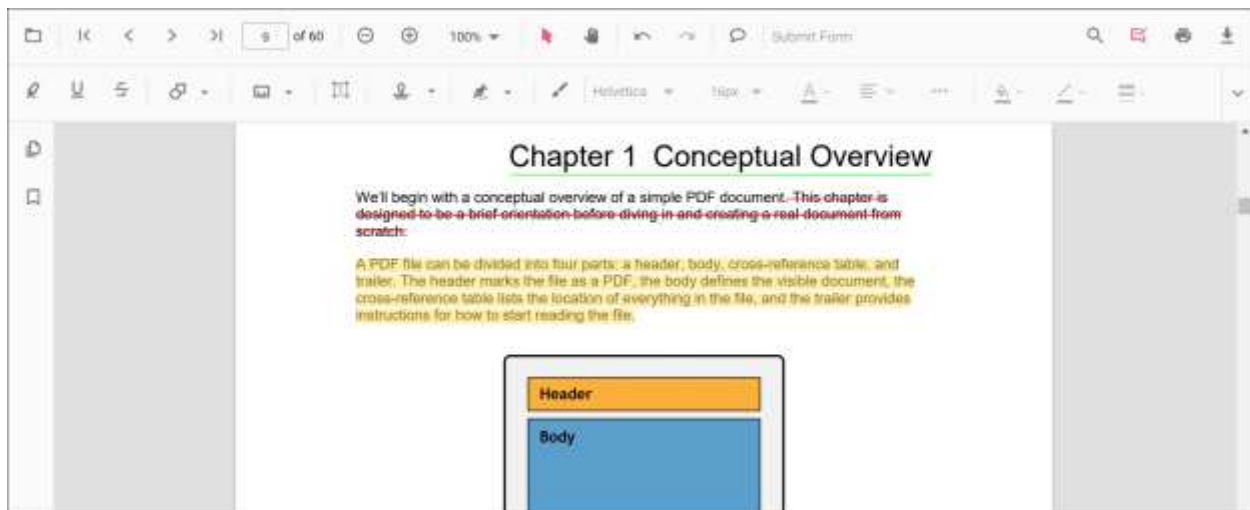 9 of 60 100% Submit Form
Helvetica 16px A
Chapter 1 Conceptual Overview
We'll begin with a conceptual overview of a simple PDF document. This chapter is
designed to be a brief orientation before diving in and creating a real document from
scratch.
A PDF file can be divided into four parts: a header, body, cross-reference table, and
trailer. The header marks the file as a PDF, the body defines the visible document, the
cross-reference table lists the location of everything in the file, and the trailer provides
instructions for how to start reading the file.
Header
Body